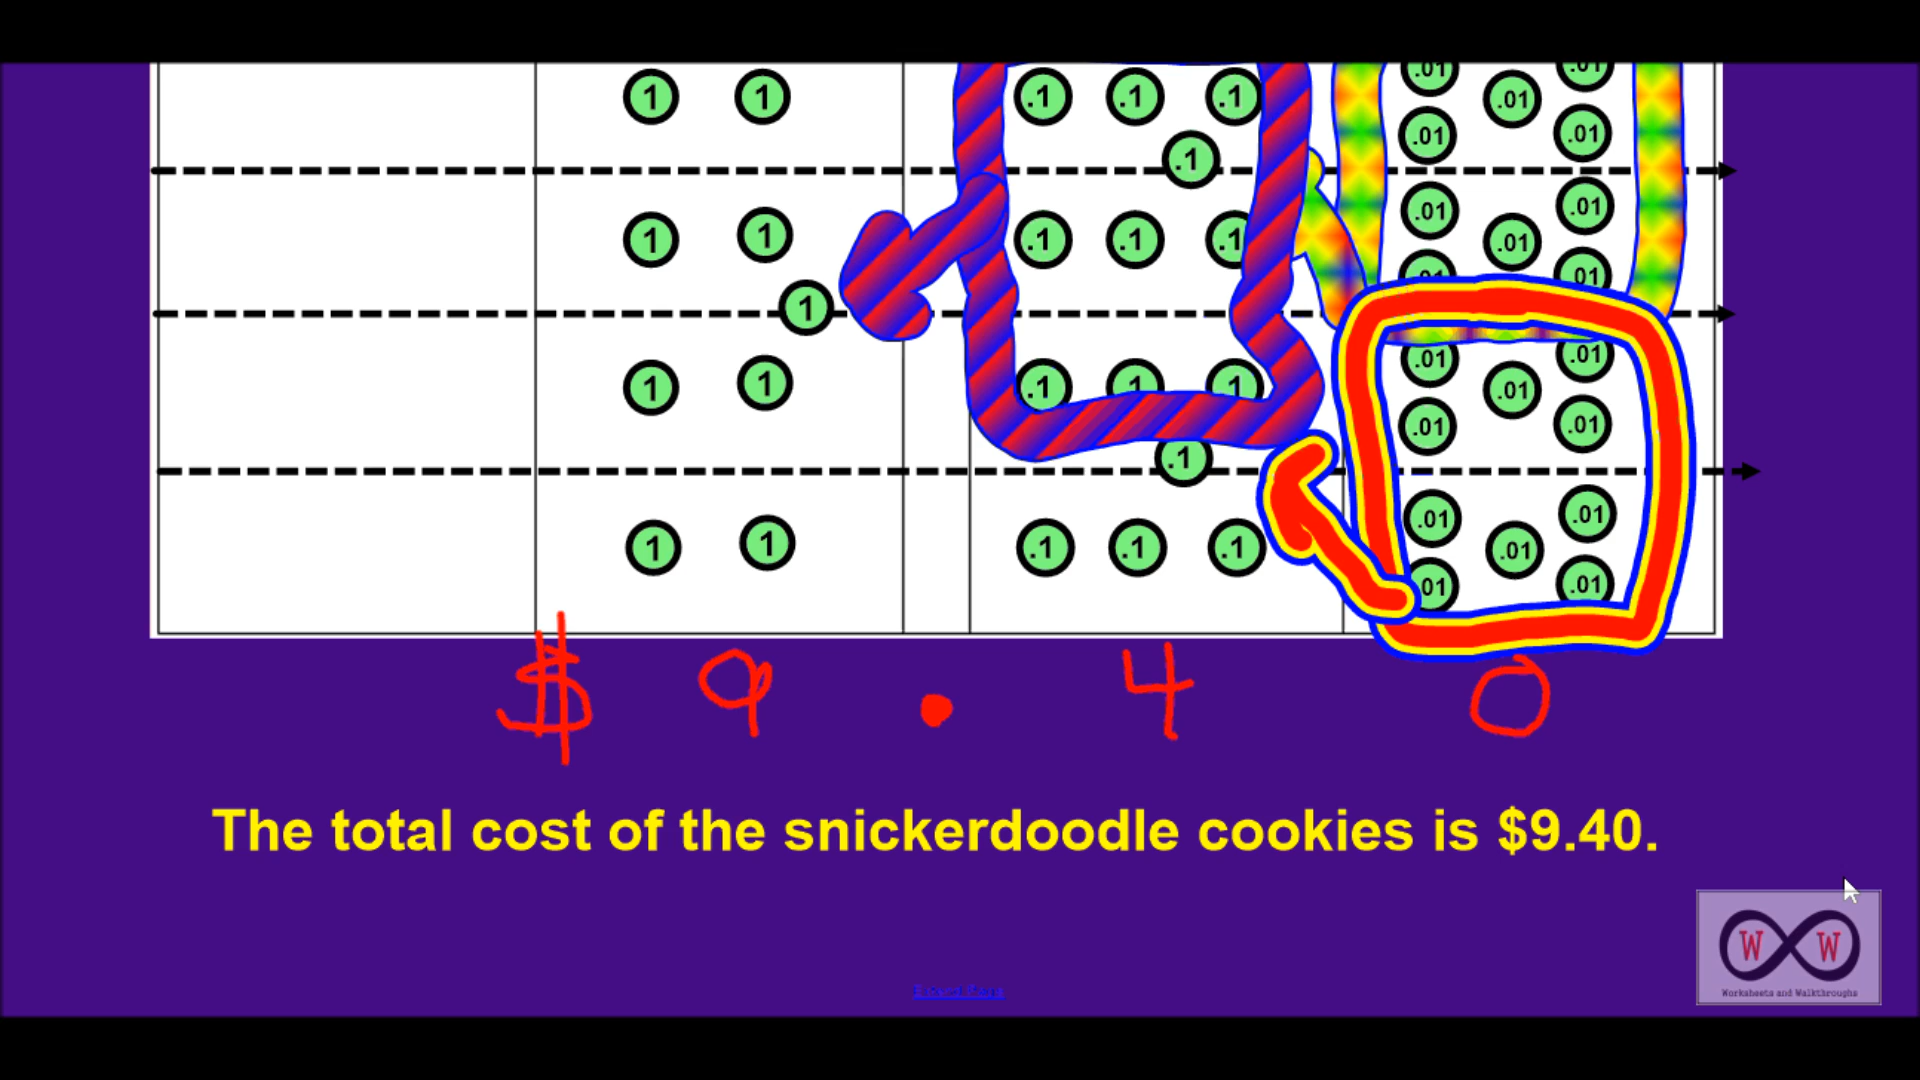 .01 .01
1 1 .1 .1 .1 .01
.01 .01
.1
.01 .01
1 1 .1 .1 .1 .01
.01 .01
1
.01 .01
1 1 .1 .1 .1 .01
.01 .01
.1
.01 .01
1 1 .1 .1 .1 .01
.01 .01
$ 9 . 4 0
The total cost of the snickerdoodle cookies is $9.40.
W W
Worksheets and Walkthroughs